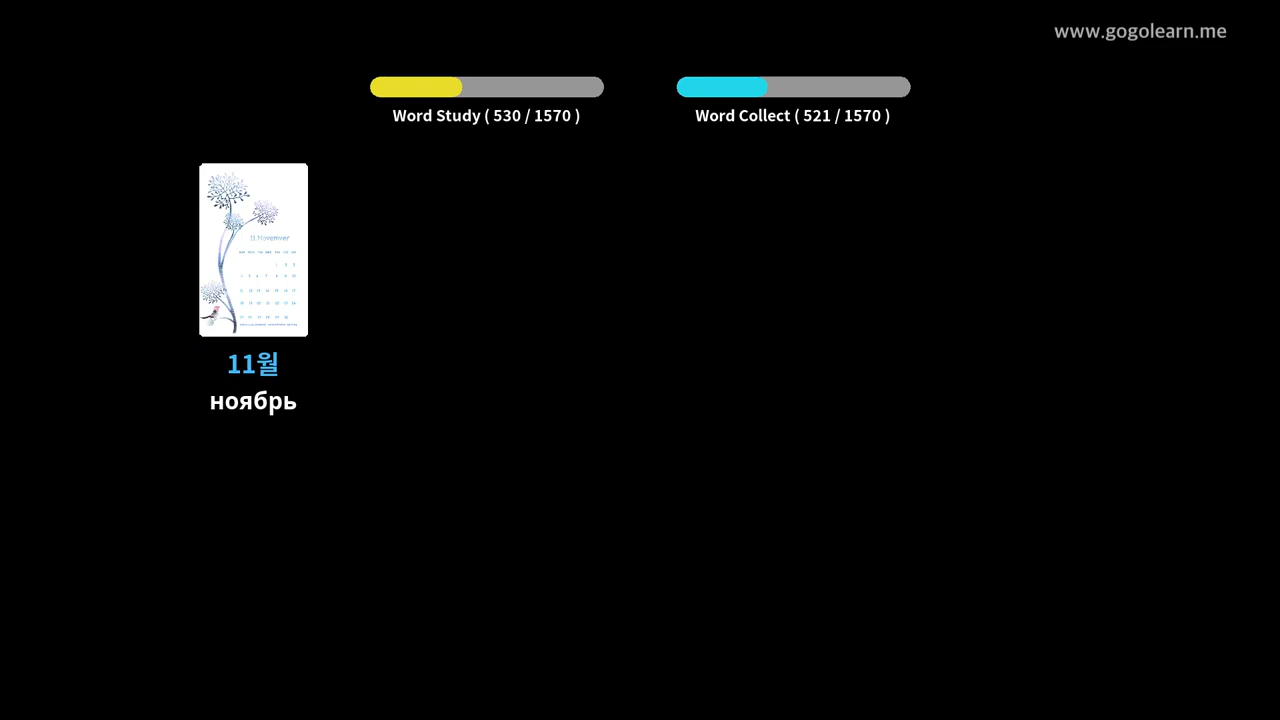 www.gogolearn.me
Word Study ( 530 / 1570 )
Word Collect ( 521 / 1570 )
11월
ноябрь